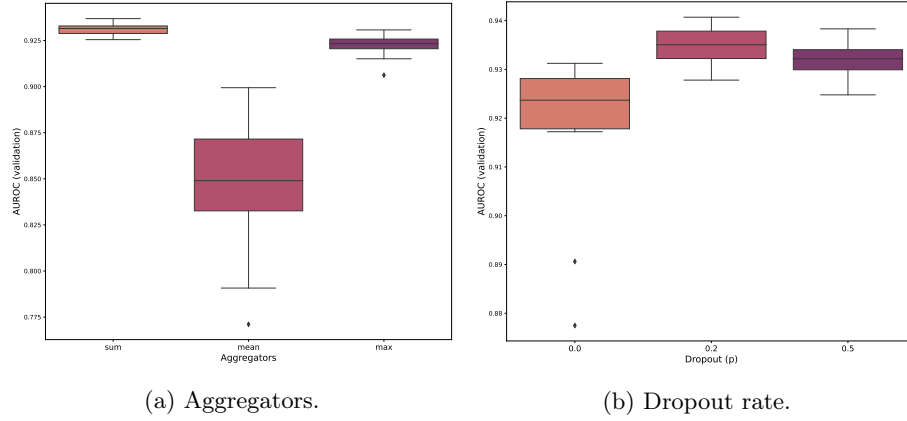 0.925
0.900
0.875
0.850
0.825
0.800
0.775
AUROC (validation)
sum
mean
max
Aggregators
(a) Aggregators.
0.94
0.93
0.92
0.91
0.90
0.89
0.88
AUROC (validation)
0.0
0.2
0.5
Dropout (p)
(b) Dropout rate.